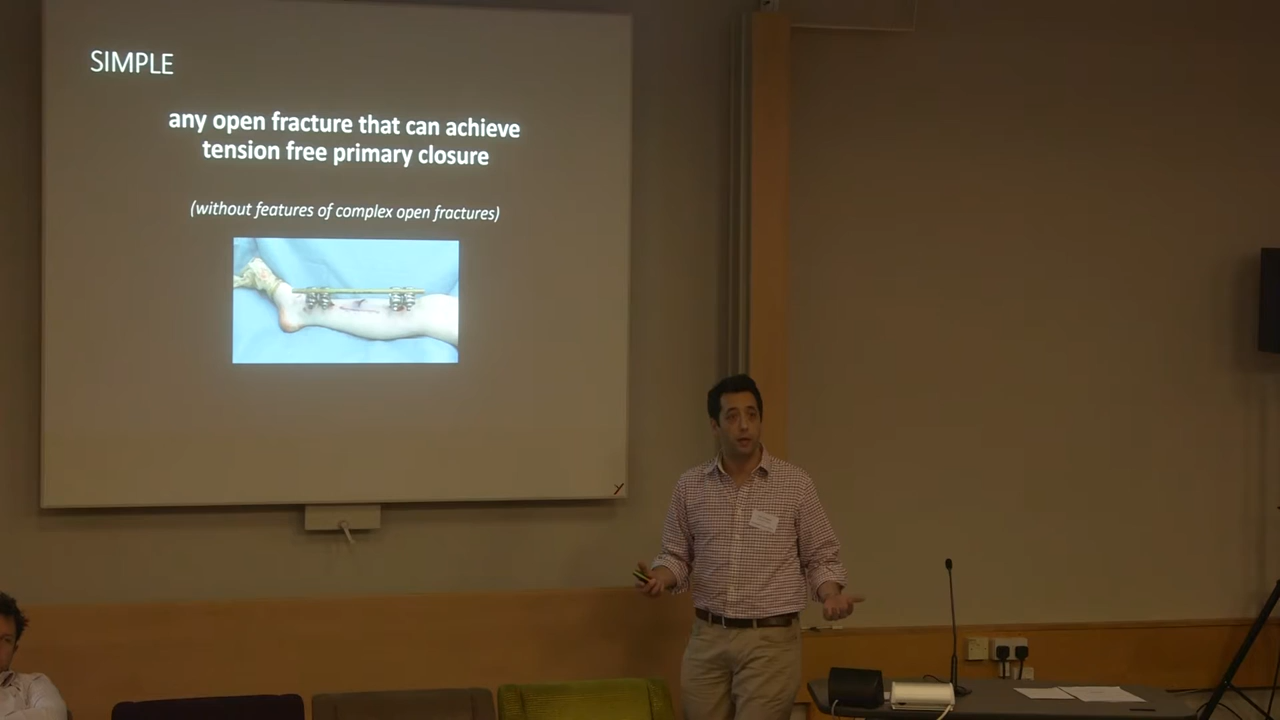 SIMPLE
any open fracture that can achieve
tension free primary closure
(without features of complex open fractures)